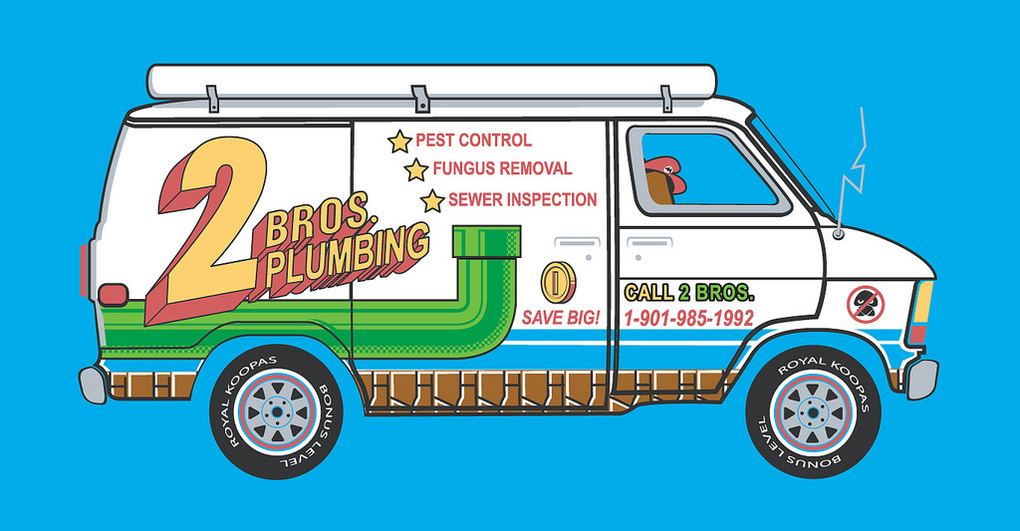 PEST CONTROL
FUNGUS REMOVAL
SEWER INSPECTION
2
BROS.
PLUMBING
SAVE BIG!
CALL 2 BROS.
1-901-985-1992
ROYAL KOOPAS
BONUS LEVEL
ROYAL KOOPAS
BONUS LEVEL